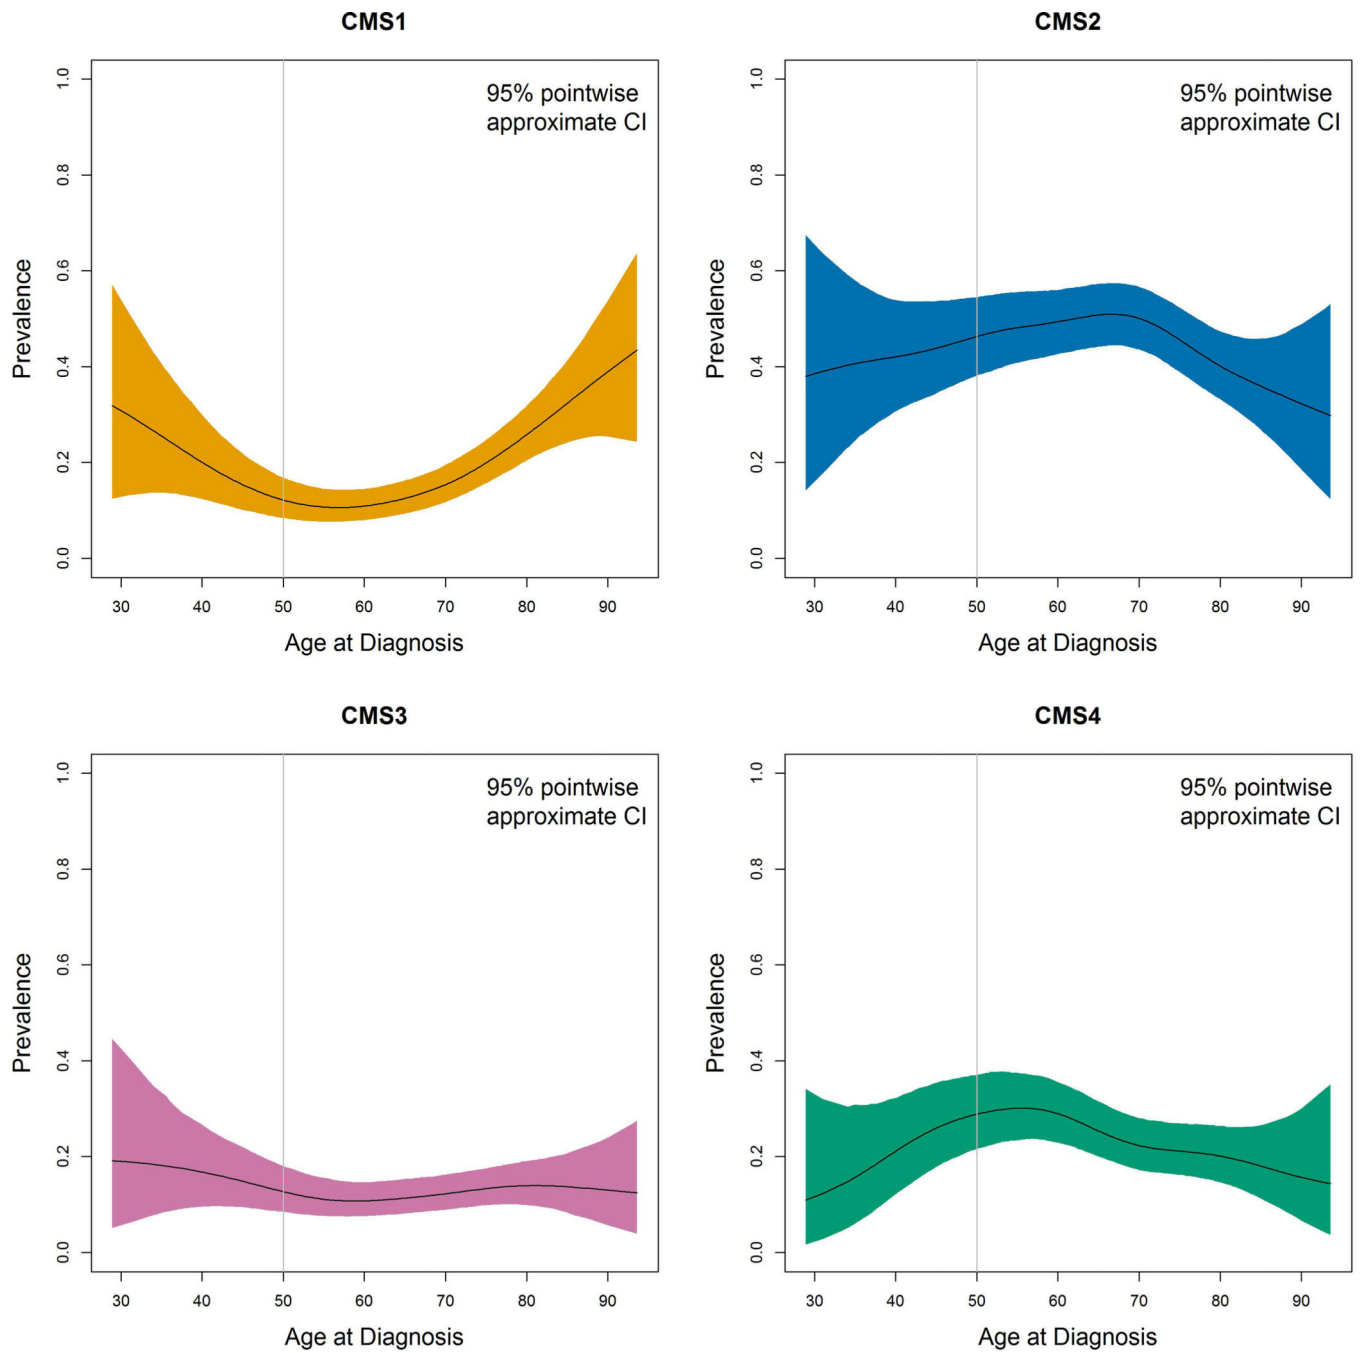 CMS1
95% pointwise
approximate CI
1.0
0.8
0.6
0.4
0.2
0.0
Prevalence
30 40 50 60 70 80 90
Age at Diagnosis
CMS2
95% pointwise
approximate CI
1.0
0.8
0.6
0.4
0.2
0.0
Prevalence
30 40 50 60 70 80 90
Age at Diagnosis
CMS3
95% pointwise
approximate CI
1.0
0.8
0.6
0.4
0.2
0.0
Prevalence
30 40 50 60 70 80 90
Age at Diagnosis
CMS4
95% pointwise
approximate CI
1.0
0.8
0.6
0.4
0.2
0.0
Prevalence
30 40 50 60 70 80 90
Age at Diagnosis